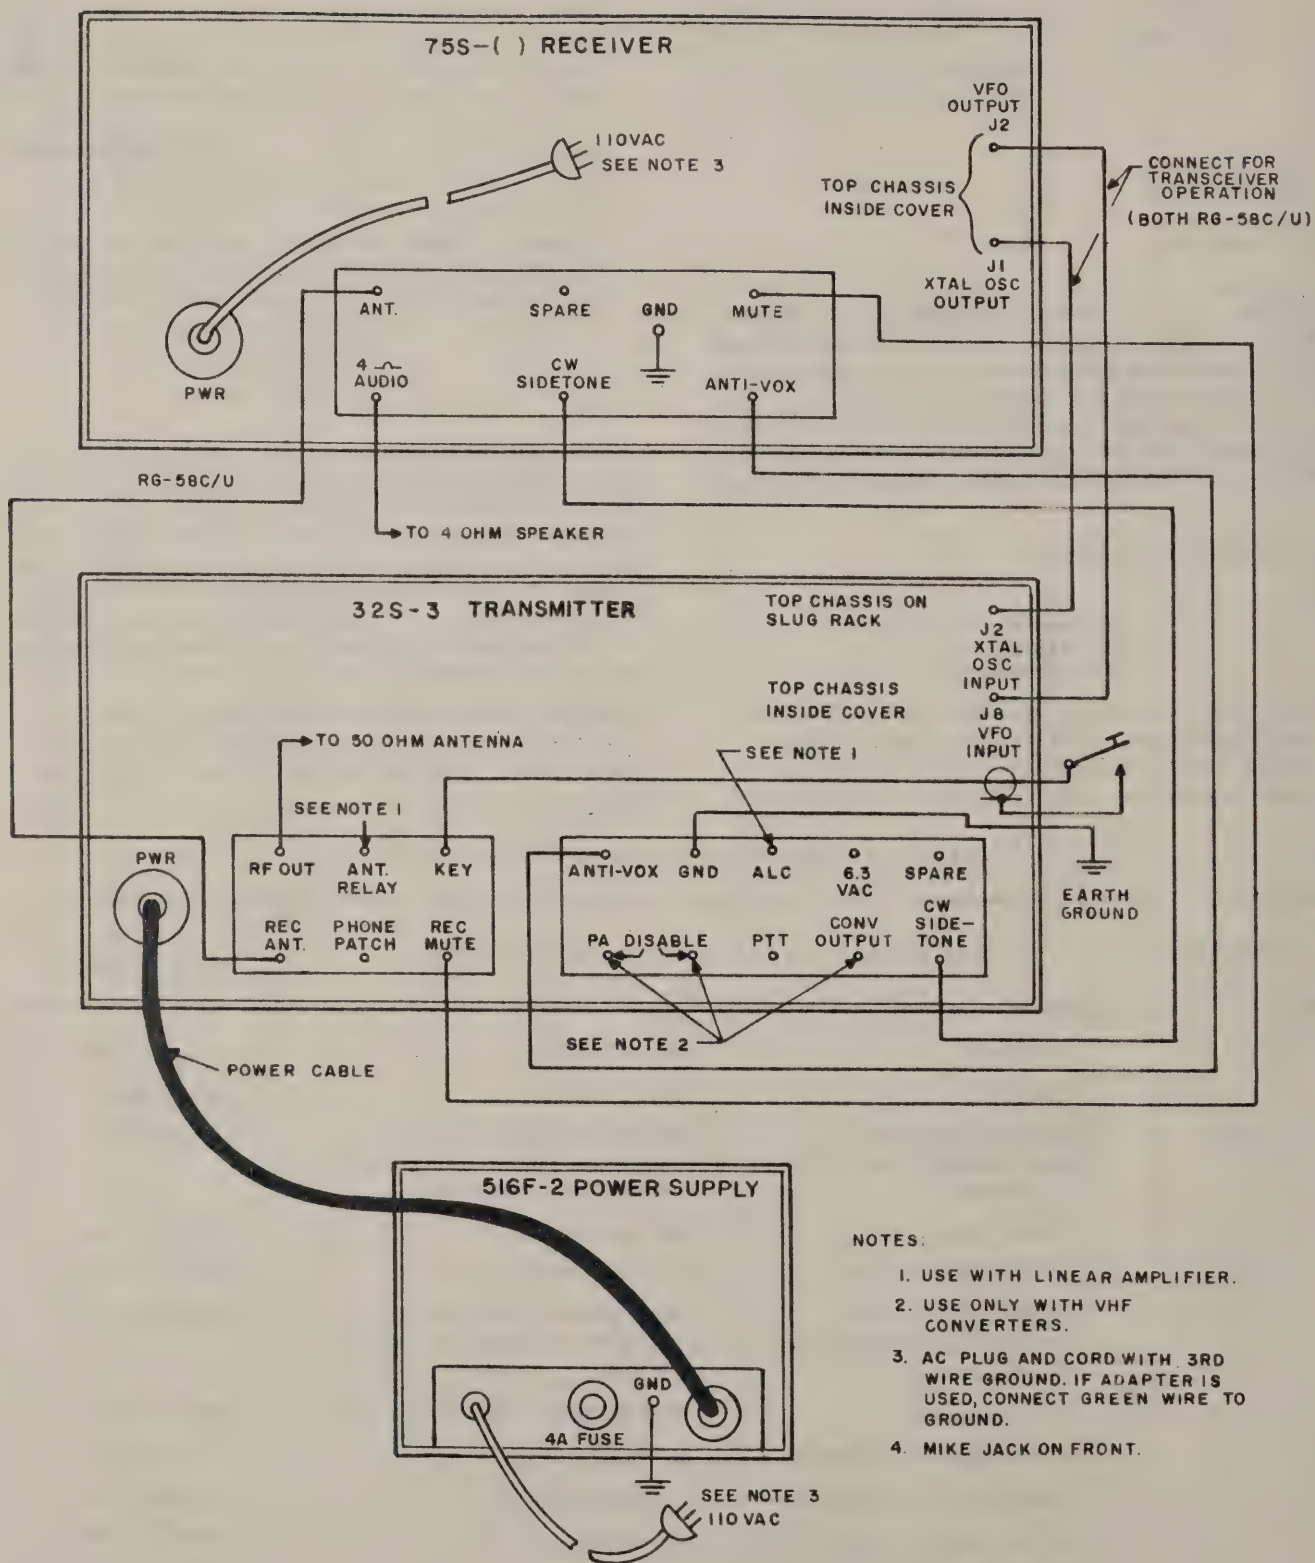 75S-( ) RECEIVER
VFO
OUTPUT
J2
110VAC
SEE NOTE 3
TOP CHASSIS
INSIDE COVER
CONNECT FOR
TRANSCEIVER
OPERATION
(BOTH RG-58C/U)
J1
XTAL OSC
OUTPUT
ANT.
SPARE
GND
MUTE
4
AUDIO
CW
SIDETONE
ANTI-VOX
PWR
RG-58C/U
TO 4 OHM SPEAKER
32S-3 TRANSMITTER
TOP CHASSIS ON
SLUG RACK
J2
XTAL
OSC
INPUT
TOP CHASSIS
INSIDE COVER
J8
VFO
INPUT
TO 50 OHM ANTENNA
SEE NOTE 1
SEE NOTE 1
PWR
RF OUT
ANT.
RELAY
KEY
REC
ANT.
PHONE
PATCH
REC
MUTE
ANTI-VOX
GND
ALC
6.3
VAC
SPARE
PA DISABLE
PTT
CONV
OUTPUT
CW
SIDE-
TONE
EARTH
GROUND
SEE NOTE 2
POWER CABLE
516F-2 POWER SUPPLY
4A FUSE
GND
SEE NOTE 3
110VAC
NOTES:
1. USE WITH LINEAR AMPLIFIER.
2. USE ONLY WITH VHF
CONVERTERS.
3. AC PLUG AND CORD WITH 3RD
WIRE GROUND. IF ADAPTER IS
USED, CONNECT GREEN WIRE TO
GROUND.
4. MIKE JACK ON FRONT.